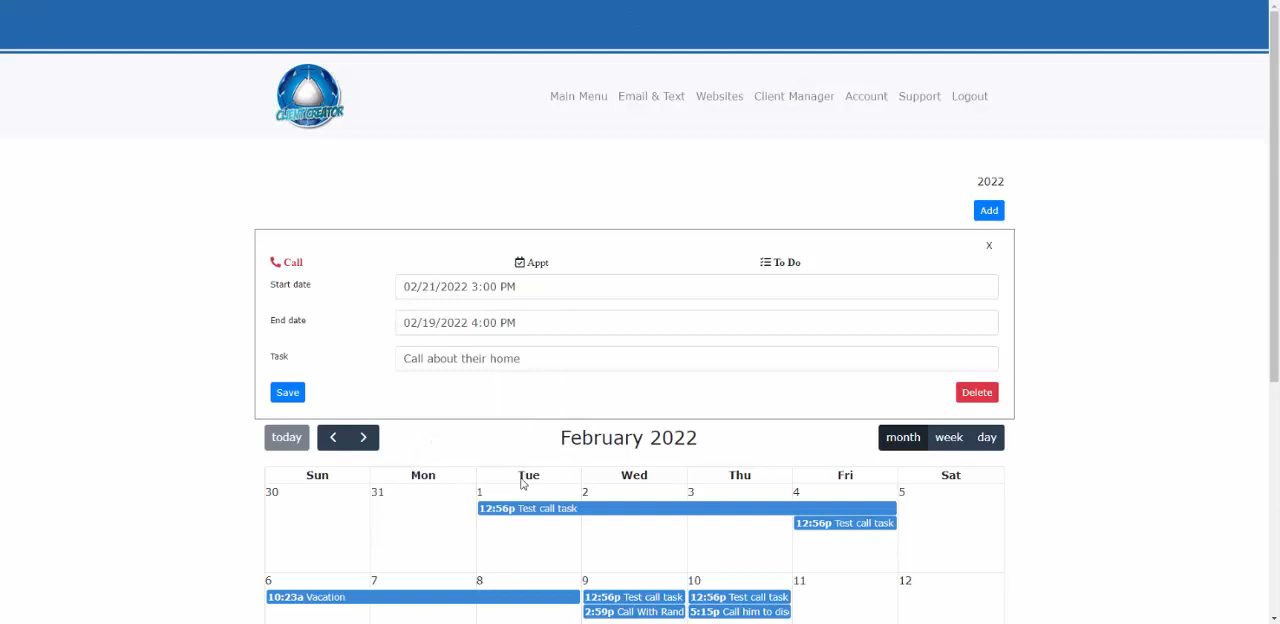 CLIENT CREATOR
Main Menu Email & Text Websites Client Manager Account Support Logout
2022
Add
X
Call Appt To Do
Start date 02/21/2022 3:00 PM
End date 02/19/2022 4:00 PM
Task Call about their home
Save Delete
today February 2022 month week day
Sun Mon Tue Wed Thu Fri Sat
30 31 1 2 3 4 5
12:56p Test call task
12:56p Test call task
6 7 8 9 10 11 12
10:23a Vacation 12:56p Test call task 12:56p Test call task
2:59p Call With Rand 5:15p Call him to dis